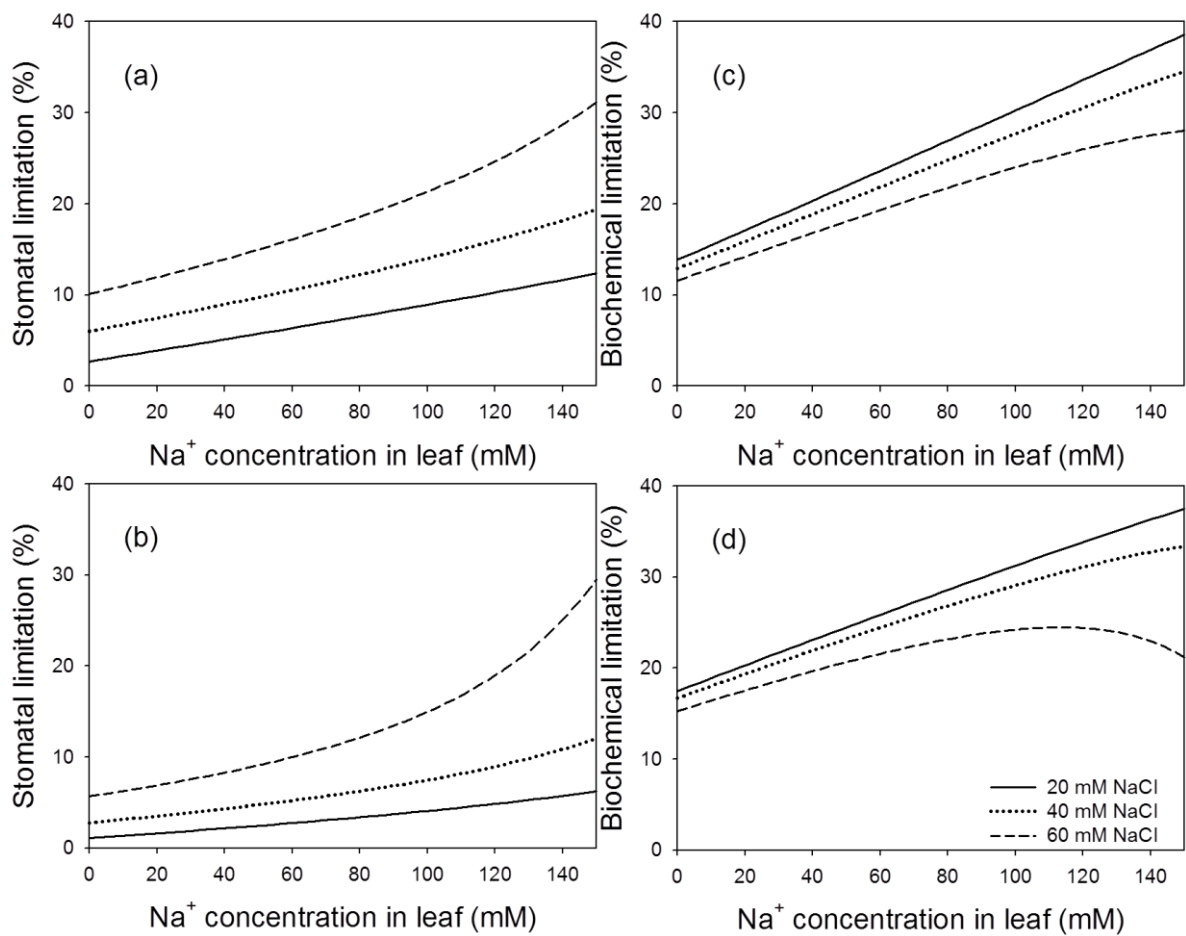 (a)
Stomatal limitation (%)
40
30
20
10
0
0 20 40 60 80 100 120 140
Na⁺ concentration in leaf (mM)
(c)
Biochemical limitation (%)
40
30
20
10
0
0 20 40 60 80 100 120 140
Na⁺ concentration in leaf (mM)
(b)
Stomatal limitation (%)
40
30
20
10
0
0 20 40 60 80 100 120 140
Na⁺ concentration in leaf (mM)
(d)
Biochemical limitation (%)
40
30
20
10
0
20 mM NaCl
40 mM NaCl
60 mM NaCl
0 20 40 60 80 100 120 140
Na⁺ concentration in leaf (mM)